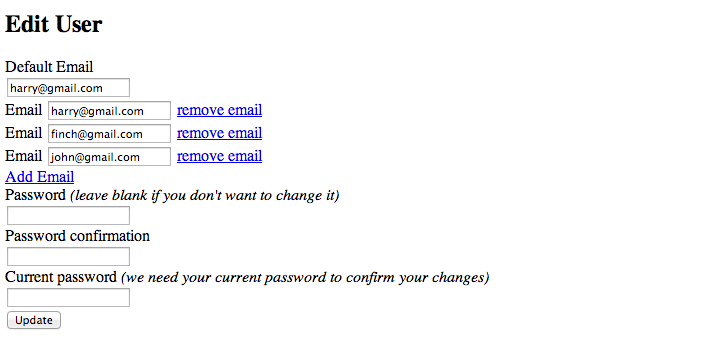 Edit User
Default Email
harry@gmail.com
Email harry@gmail.com remove email
Email finch@gmail.com remove email
Email john@gmail.com remove email
Add Email
Password (leave blank if you don't want to change it)
Password confirmation
Current password (we need your current password to confirm your changes)
Update